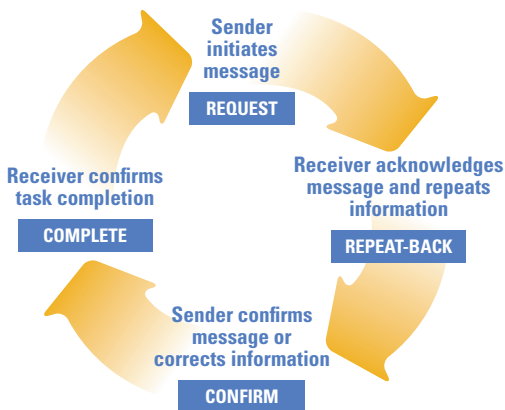 Sender
initiates
message
REQUEST
Receiver acknowledges
message and repeats
information
REPEAT-BACK
Sender confirms
message or
corrects information
CONFIRM
Receiver confirms
task completion
COMPLETE